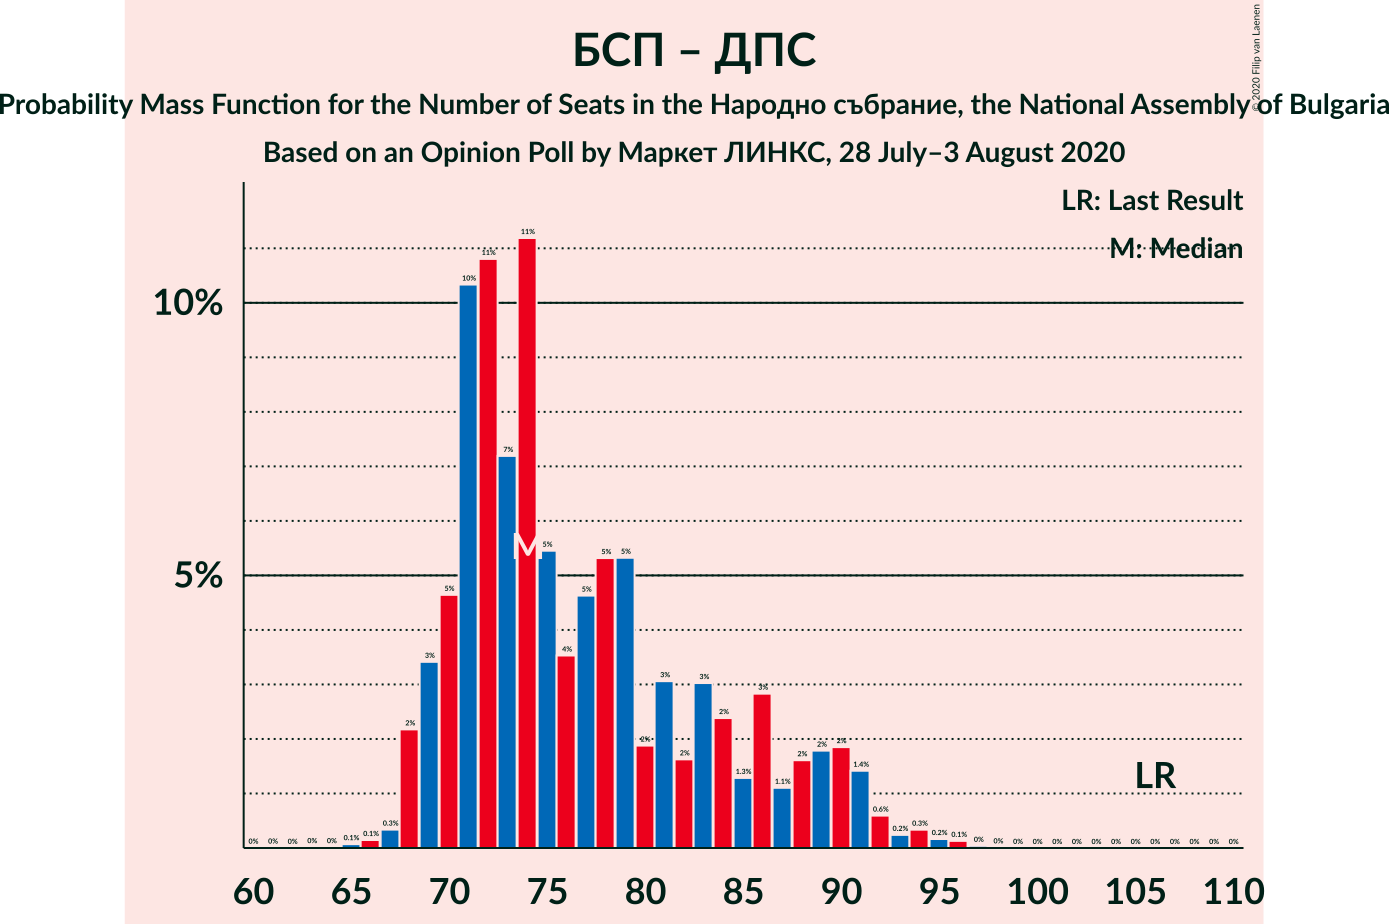 БСП – ДПС
© 2020 Filip van Laenen
Probability Mass Function for the Number of Seats in the Народно събрание, the National Assembly of Bulgaria
Based on an Opinion Poll by Маркет ЛИНКС, 28 July–3 August 2020
LR: Last Result
M: Median
10%
5%
0% 0% 0% 0% 0% 0.1% 0.1% 0.3% 2% 3% 5% 10% 11% 7% 11% 5% 4% 5% 5% 5% 2% 3% 2% 3% 2% 1.3% 3% 1.1% 2% 2% 2% 1.4% 0.6% 0.2% 0.3% 0.2% 0.1% 0% 0% 0% 0% 0% 0% 0% 0% 0% 0% 0% 0% 0% 0%
M
LR
60 65 70 75 80 85 90 95 100 105 110